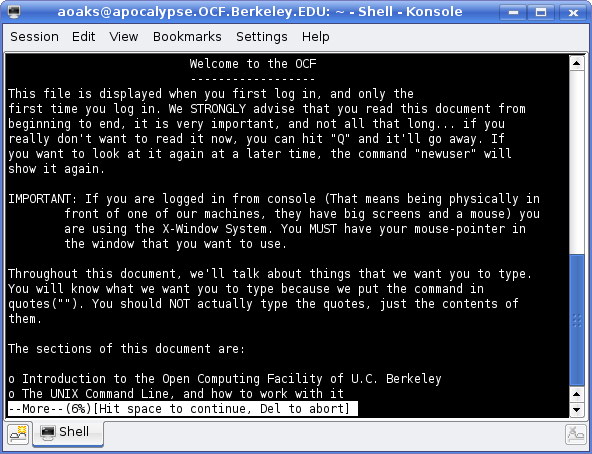 aoaks@apocalypse.OCF.Berkeley.EDU: ~ - Shell - Konsole
Session Edit View Bookmarks Settings Help
Welcome to the OCF
------------------
This file is displayed when you first log in, and only the
first time you log in. We STRONGLY advise that you read this document from
beginning to end, it is very important, and not all that long... if you
really don't want to read it now, you can hit "Q" and it'll go away. If
you want to look at it again at a later time, the command "newuser" will
show it again.
IMPORTANT: If you are logged in from console (That means being physically in
front of one of our machines, they have big screens and a mouse) you
are using the X-Window System. You MUST have your mouse-pointer in
the window that you want to use.
Throughout this document, we'll talk about things that we want you to type.
You will know what we want you to type because we put the command in
quotes(""). You should NOT actually type the quotes, just the contents of
them.
The sections of this document are:
o Introduction to the Open Computing Facility of U.C. Berkeley
o The UNIX Command Line, and how to work with it
--More--(6%)[Hit space to continue, Del to abort]
Shell